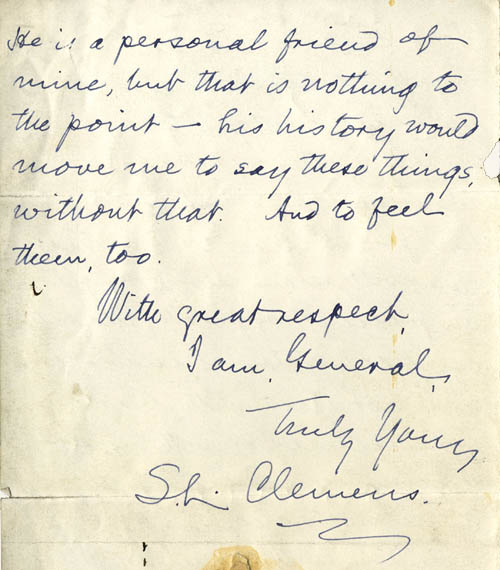 He is a personal friend of
mine, but that is nothing to
the point — his history would
move me to say these things,
without that. And to feel
them, too.
With great respect,
I am, General,
Truly Yours
S. L. Clemens.